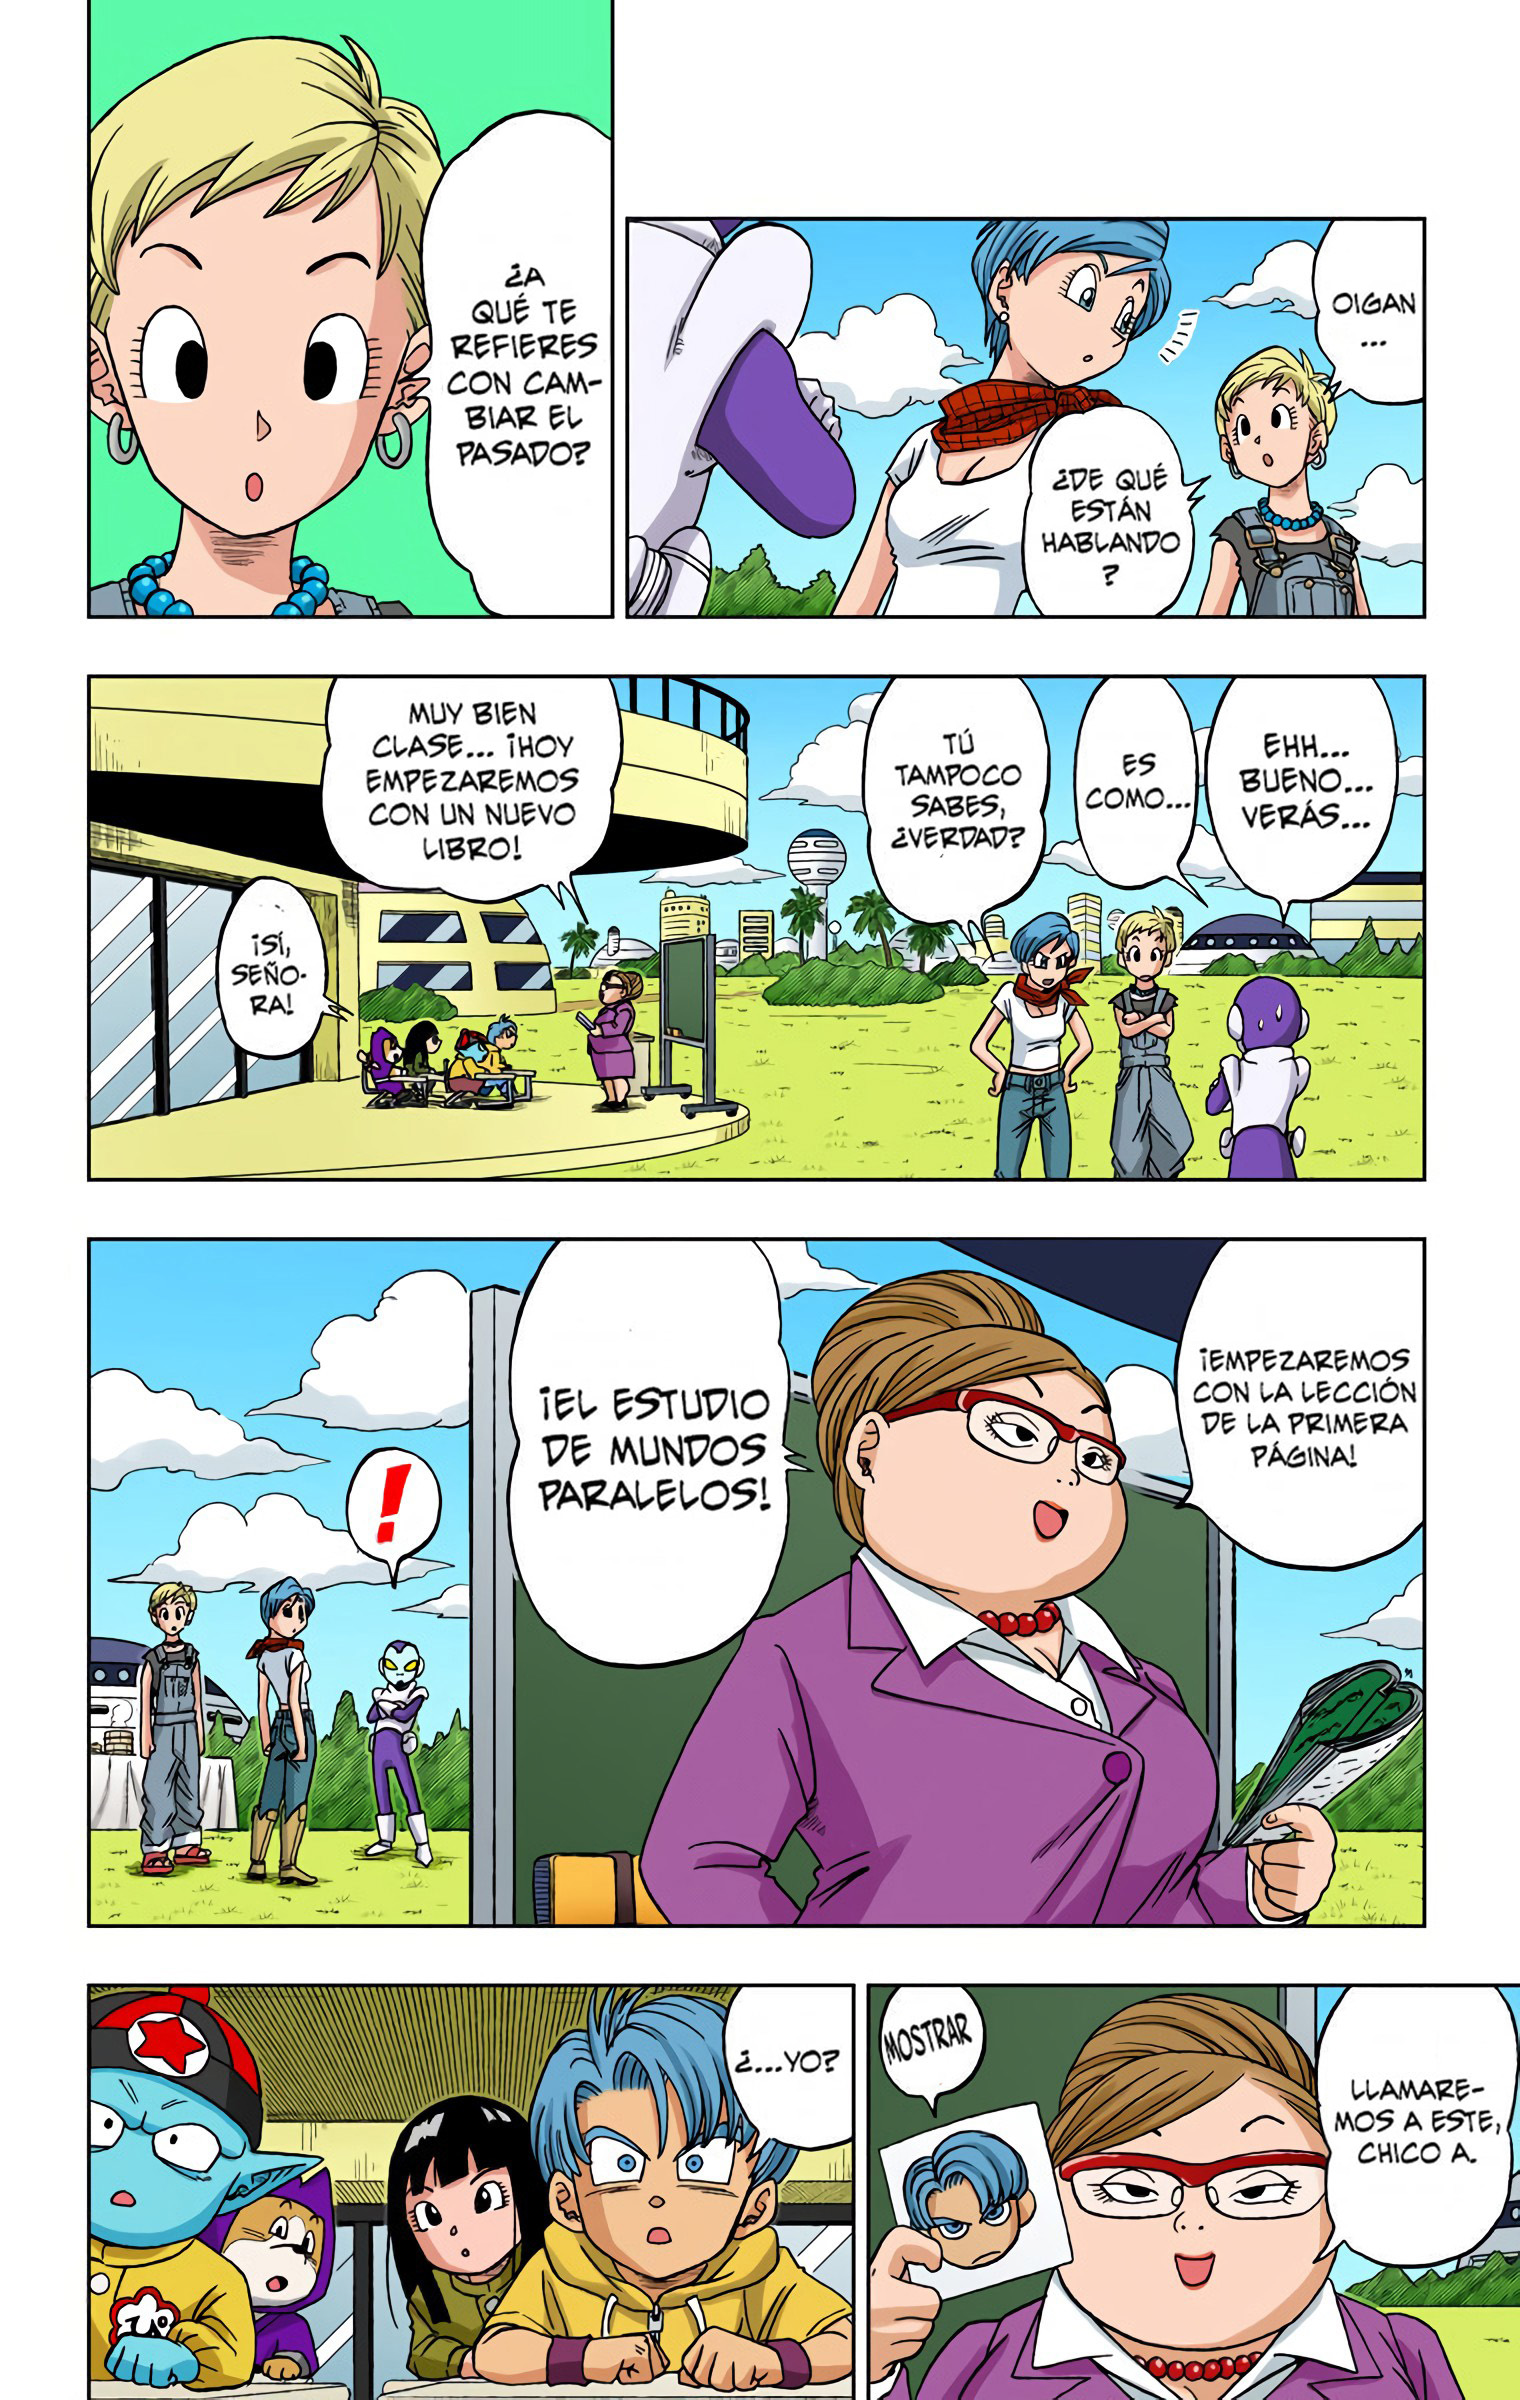 OIGAN
...
¿DE QUÉ
ESTÁN
HABLANDO
?
¿A
QUÉ TE
REFIERES
CON CAM-
BIAR EL
PASADO?
EHH...
BUENO...
VERÁS...
ES
COMO...
TÚ
TAMPOCO
SABES,
¿VERDAD?
MUY BIEN
CLASE... ¡HOY
EMPEZAREMOS
CON UN NUEVO
LIBRO!
¡SÍ,
SEÑO-
RA!
¡EMPEZAREMOS
CON LA LECCIÓN
DE LA PRIMERA
PÁGINA!
¡EL ESTUDIO
DE MUNDOS
PARALELOS!
!
LLAMARE-
MOS A ESTE,
CHICO A.
MOSTRAR
¿...YO?